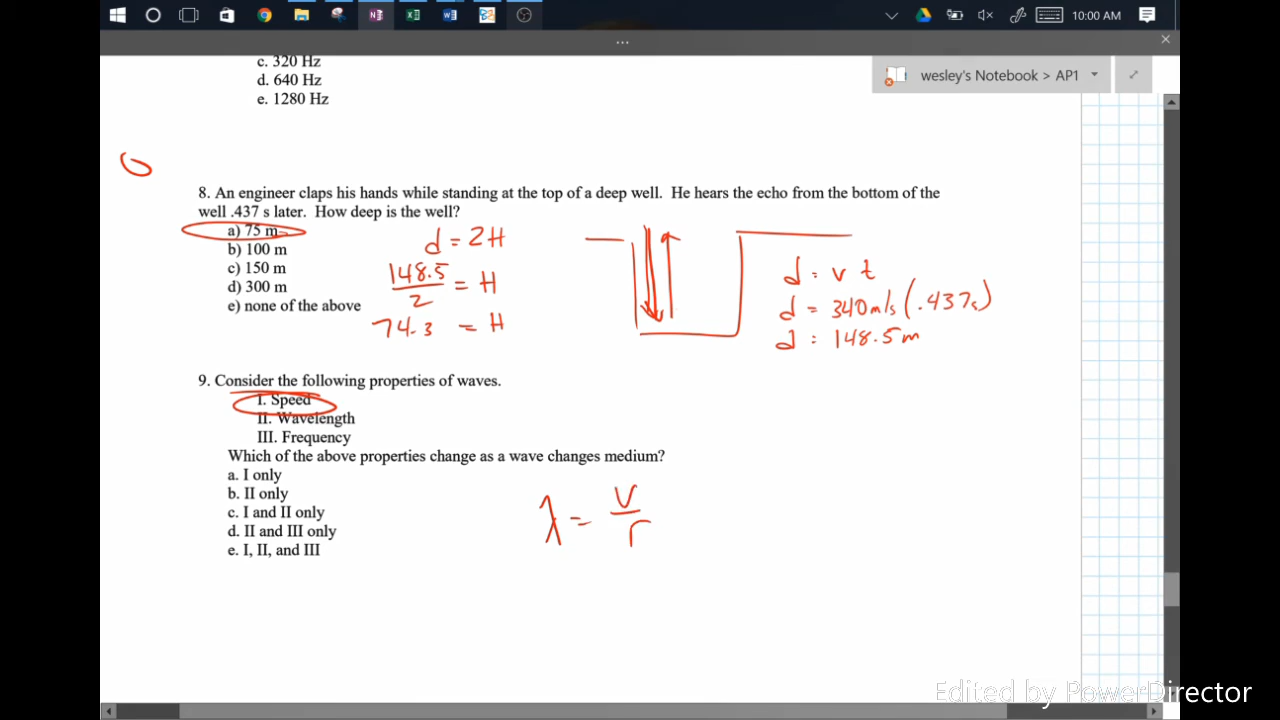 10:00 AM
wesley's Notebook > AP1
c. 320 Hz
d. 640 Hz
e. 1280 Hz
8. An engineer claps his hands while standing at the top of a deep well. He hears the echo from the bottom of the
well .437 s later. How deep is the well?
a) 75 m
b) 100 m
c) 150 m
d) 300 m
e) none of the above
d = 2H
148.5
2
= H
74.3 = H
d = v t
d = 340m/s (.437s)
d = 148.5m
9. Consider the following properties of waves.
I. Speed
II. Wavelength
III. Frequency
Which of the above properties change as a wave changes medium?
a. I only
b. II only
c. I and II only
d. II and III only
e. I, II, and III
λ = v
Edited by PowerDirector